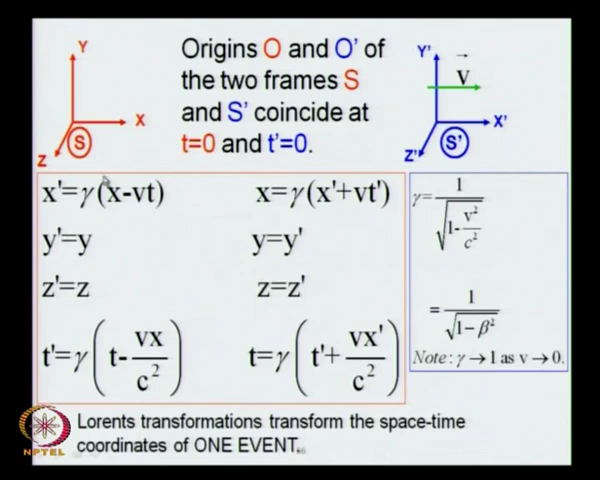 Y
X
Z
S
Origins O and O' of
the two frames S
and S' coincide at
t=0 and t'=0.
Y'
V
X'
Z'
S'
x'=γ(x-vt)
x=γ(x'+vt')
y'=y
y=y'
z'=z
z=z'
t'=γ(t-vx/c²)
t=γ(t'+vx'/c²)
γ=1/√(1-v²/c²)
=1/√(1-β²)
Note: γ→1 as v→0.
Lorents transformations transform the space-time
coordinates of ONE EVENT.
NPTEL